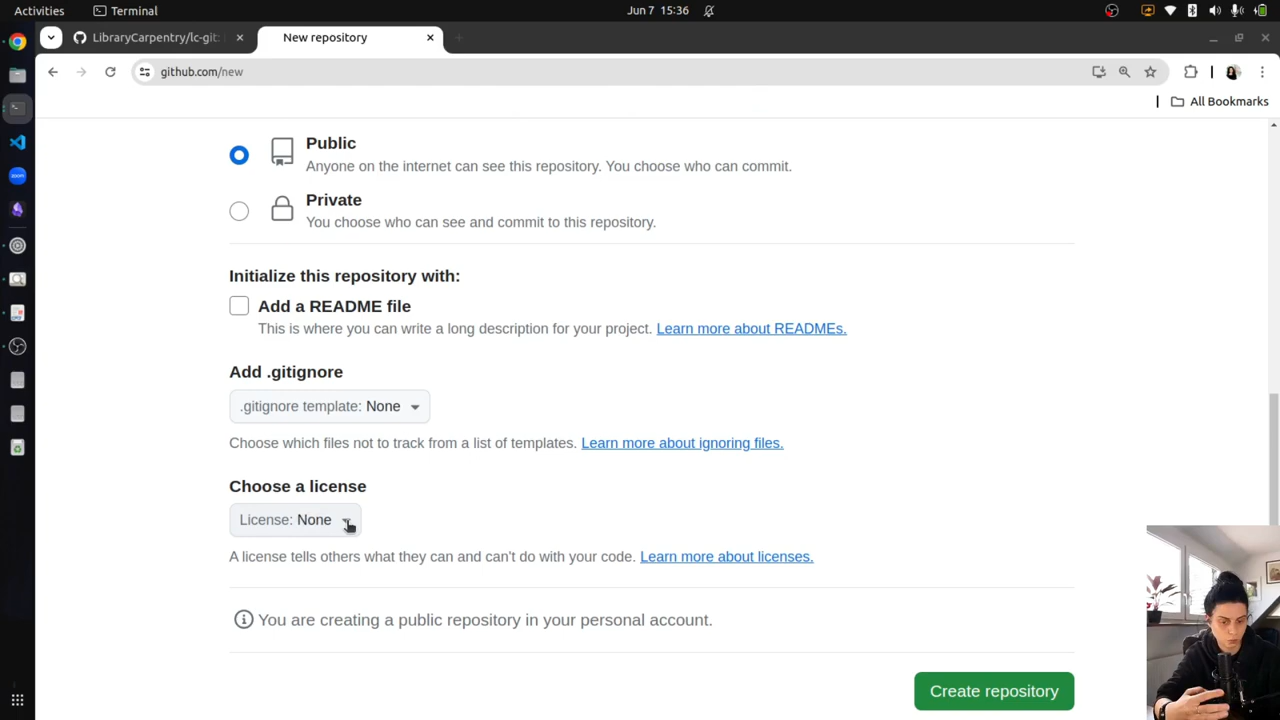 Activities
Terminal
Jun 7 15:36
LibraryCarpentry/lc-git
New repository
github.com/new
All Bookmarks
Public
Anyone on the internet can see this repository. You choose who can commit.
Private
You choose who can see and commit to this repository.
Initialize this repository with:
Add a README file
This is where you can write a long description for your project. Learn more about READMEs.
Add .gitignore
.gitignore template: None
Choose which files not to track from a list of templates. Learn more about ignoring files.
Choose a license
License: None
A license tells others what they can and can't do with your code. Learn more about licenses.
You are creating a public repository in your personal account.
Create repository